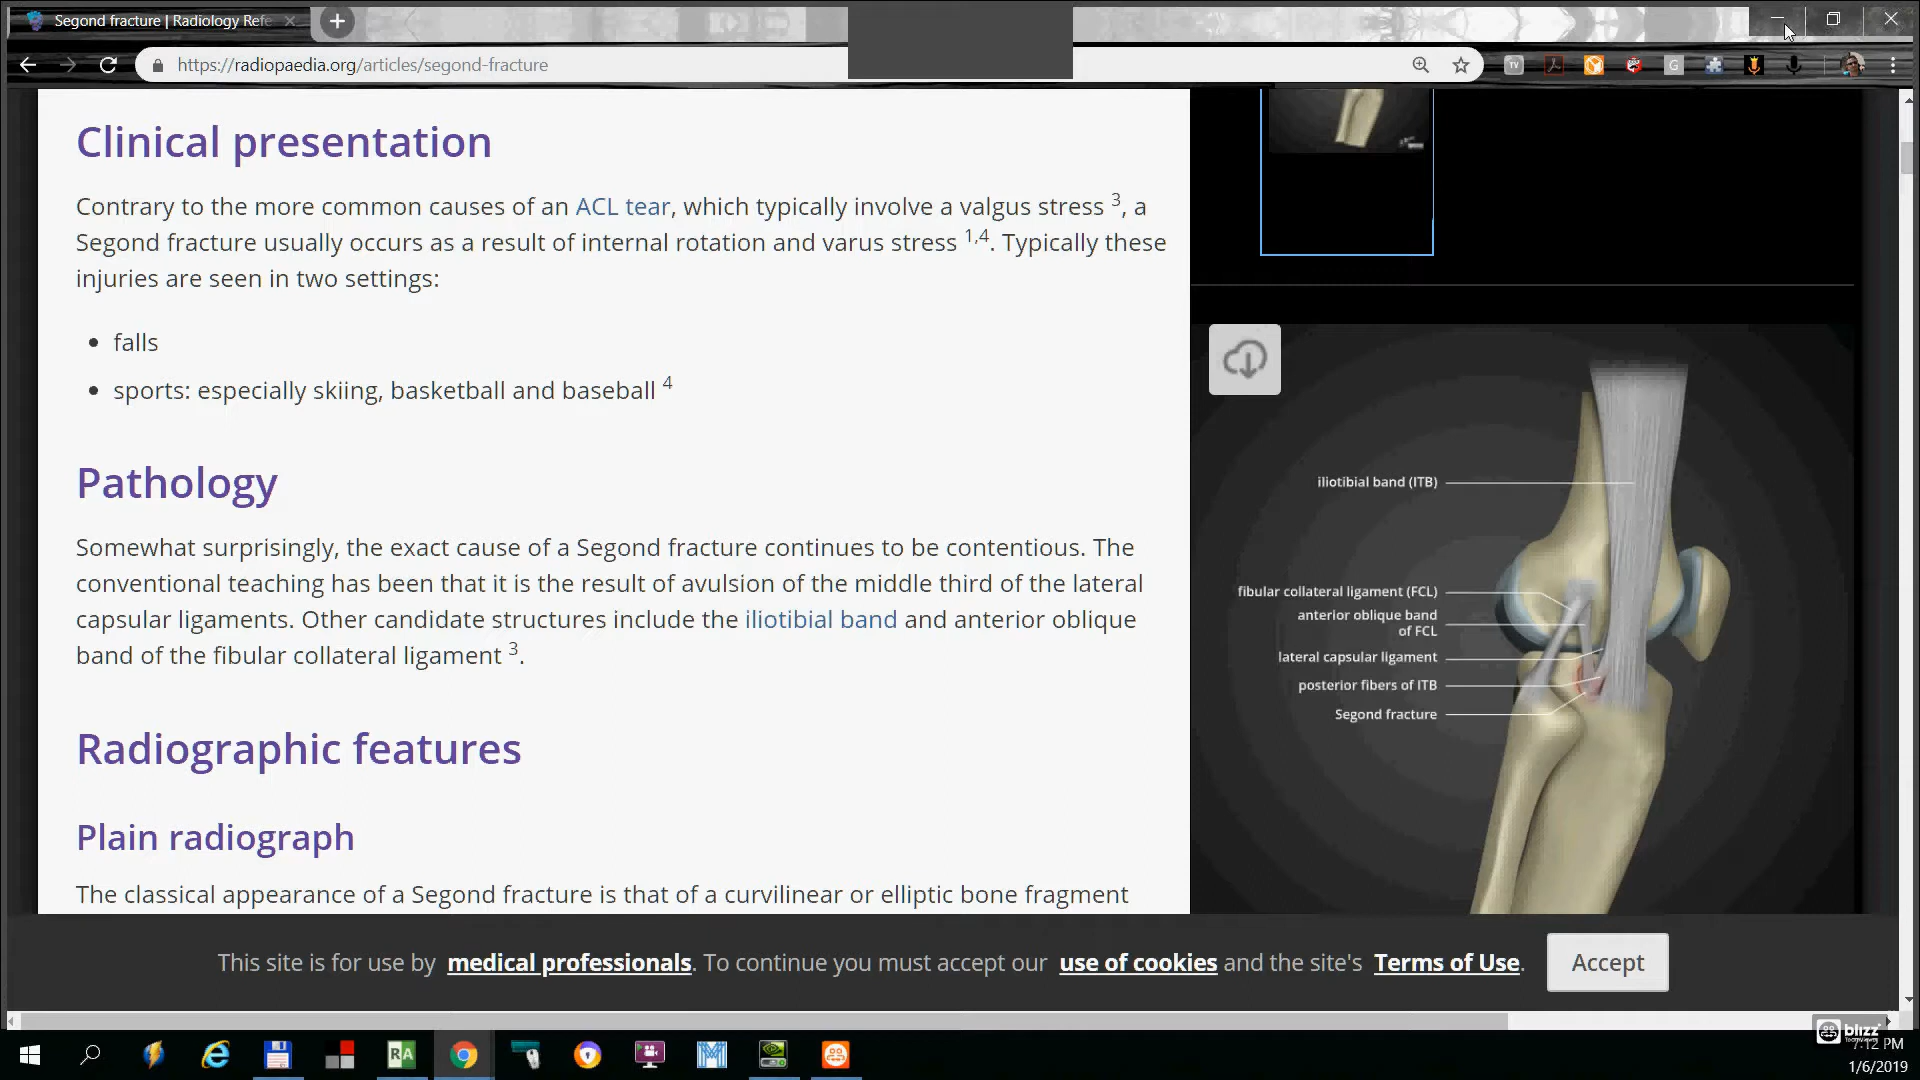 Segond fracture | Radiology Refe
https://radiopaedia.org/articles/segond-fracture
Clinical presentation
Contrary to the more common causes of an ACL tear, which typically involve a valgus stress 3, a
Segond fracture usually occurs as a result of internal rotation and varus stress 1,4. Typically these
injuries are seen in two settings:
• falls
• sports: especially skiing, basketball and baseball 4
Pathology
Somewhat surprisingly, the exact cause of a Segond fracture continues to be contentious. The
conventional teaching has been that it is the result of avulsion of the middle third of the lateral
capsular ligaments. Other candidate structures include the iliotibial band and anterior oblique
band of the fibular collateral ligament 3.
Radiographic features
Plain radiograph
The classical appearance of a Segond fracture is that of a curvilinear or elliptic bone fragment
iliotibial band (ITB)
fibular collateral ligament (FCL)
anterior oblique band
of FCL
lateral capsular ligament
posterior fibers of ITB
Segond fracture
This site is for use by medical professionals. To continue you must accept our use of cookies and the site's Terms of Use.
Accept
RA
blizz
7:12 PM
1/6/2019